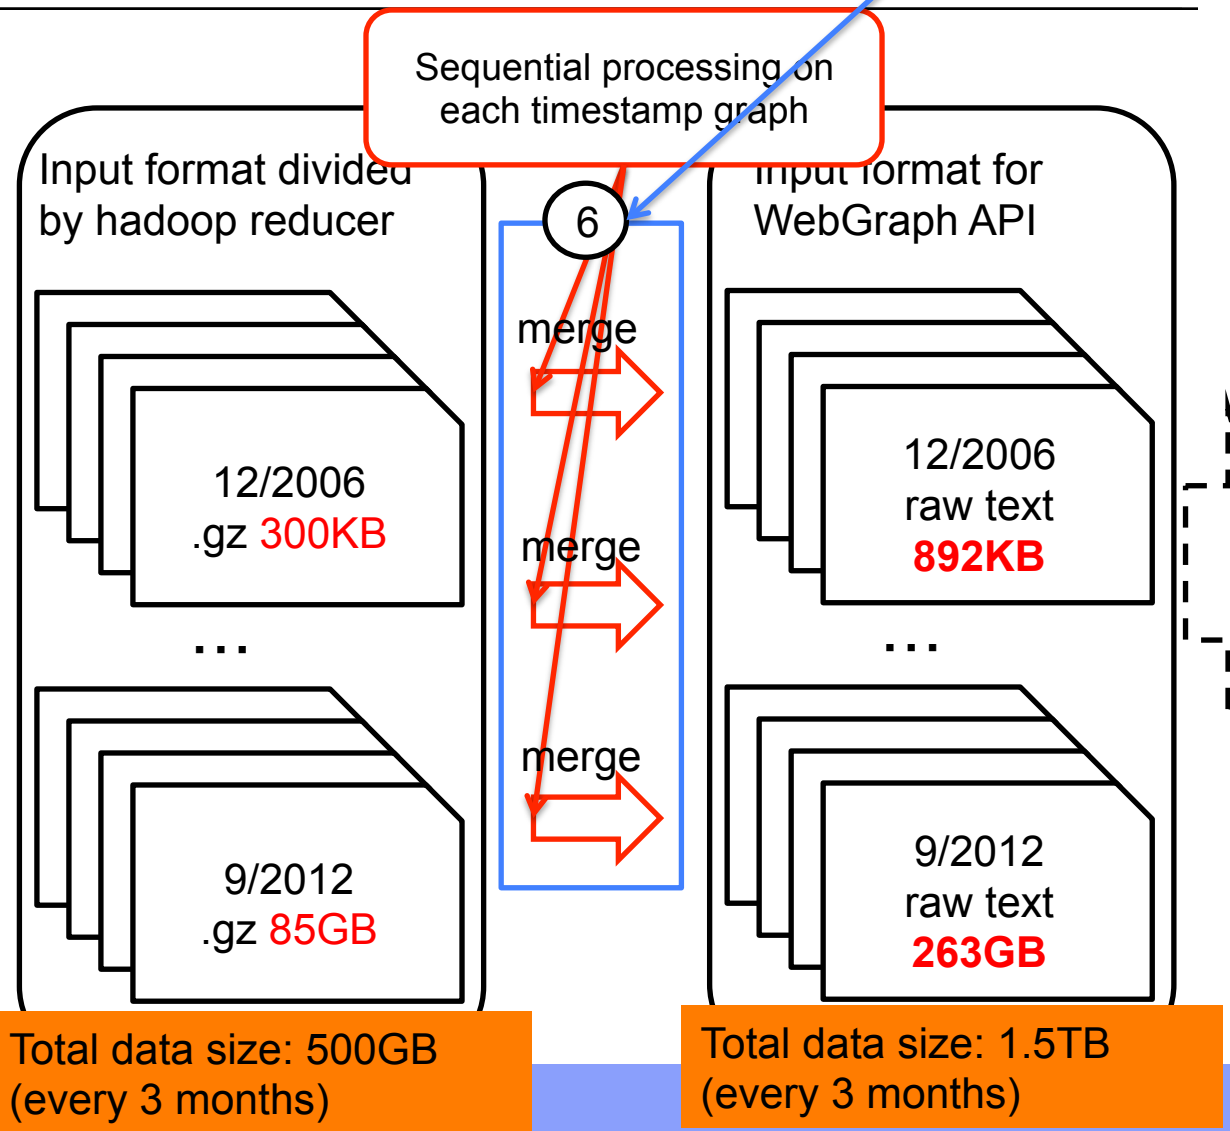 Sequential processing on
each timestamp graph
Input format divided
by hadoop reducer
6
Input format for
WebGraph API
merge
12/2006
.gz 300KB
12/2006
raw text
892KB
merge
...
...
merge
9/2012
.gz 85GB
9/2012
raw text
263GB
Total data size: 500GB
(every 3 months)
Total data size: 1.5TB
(every 3 months)